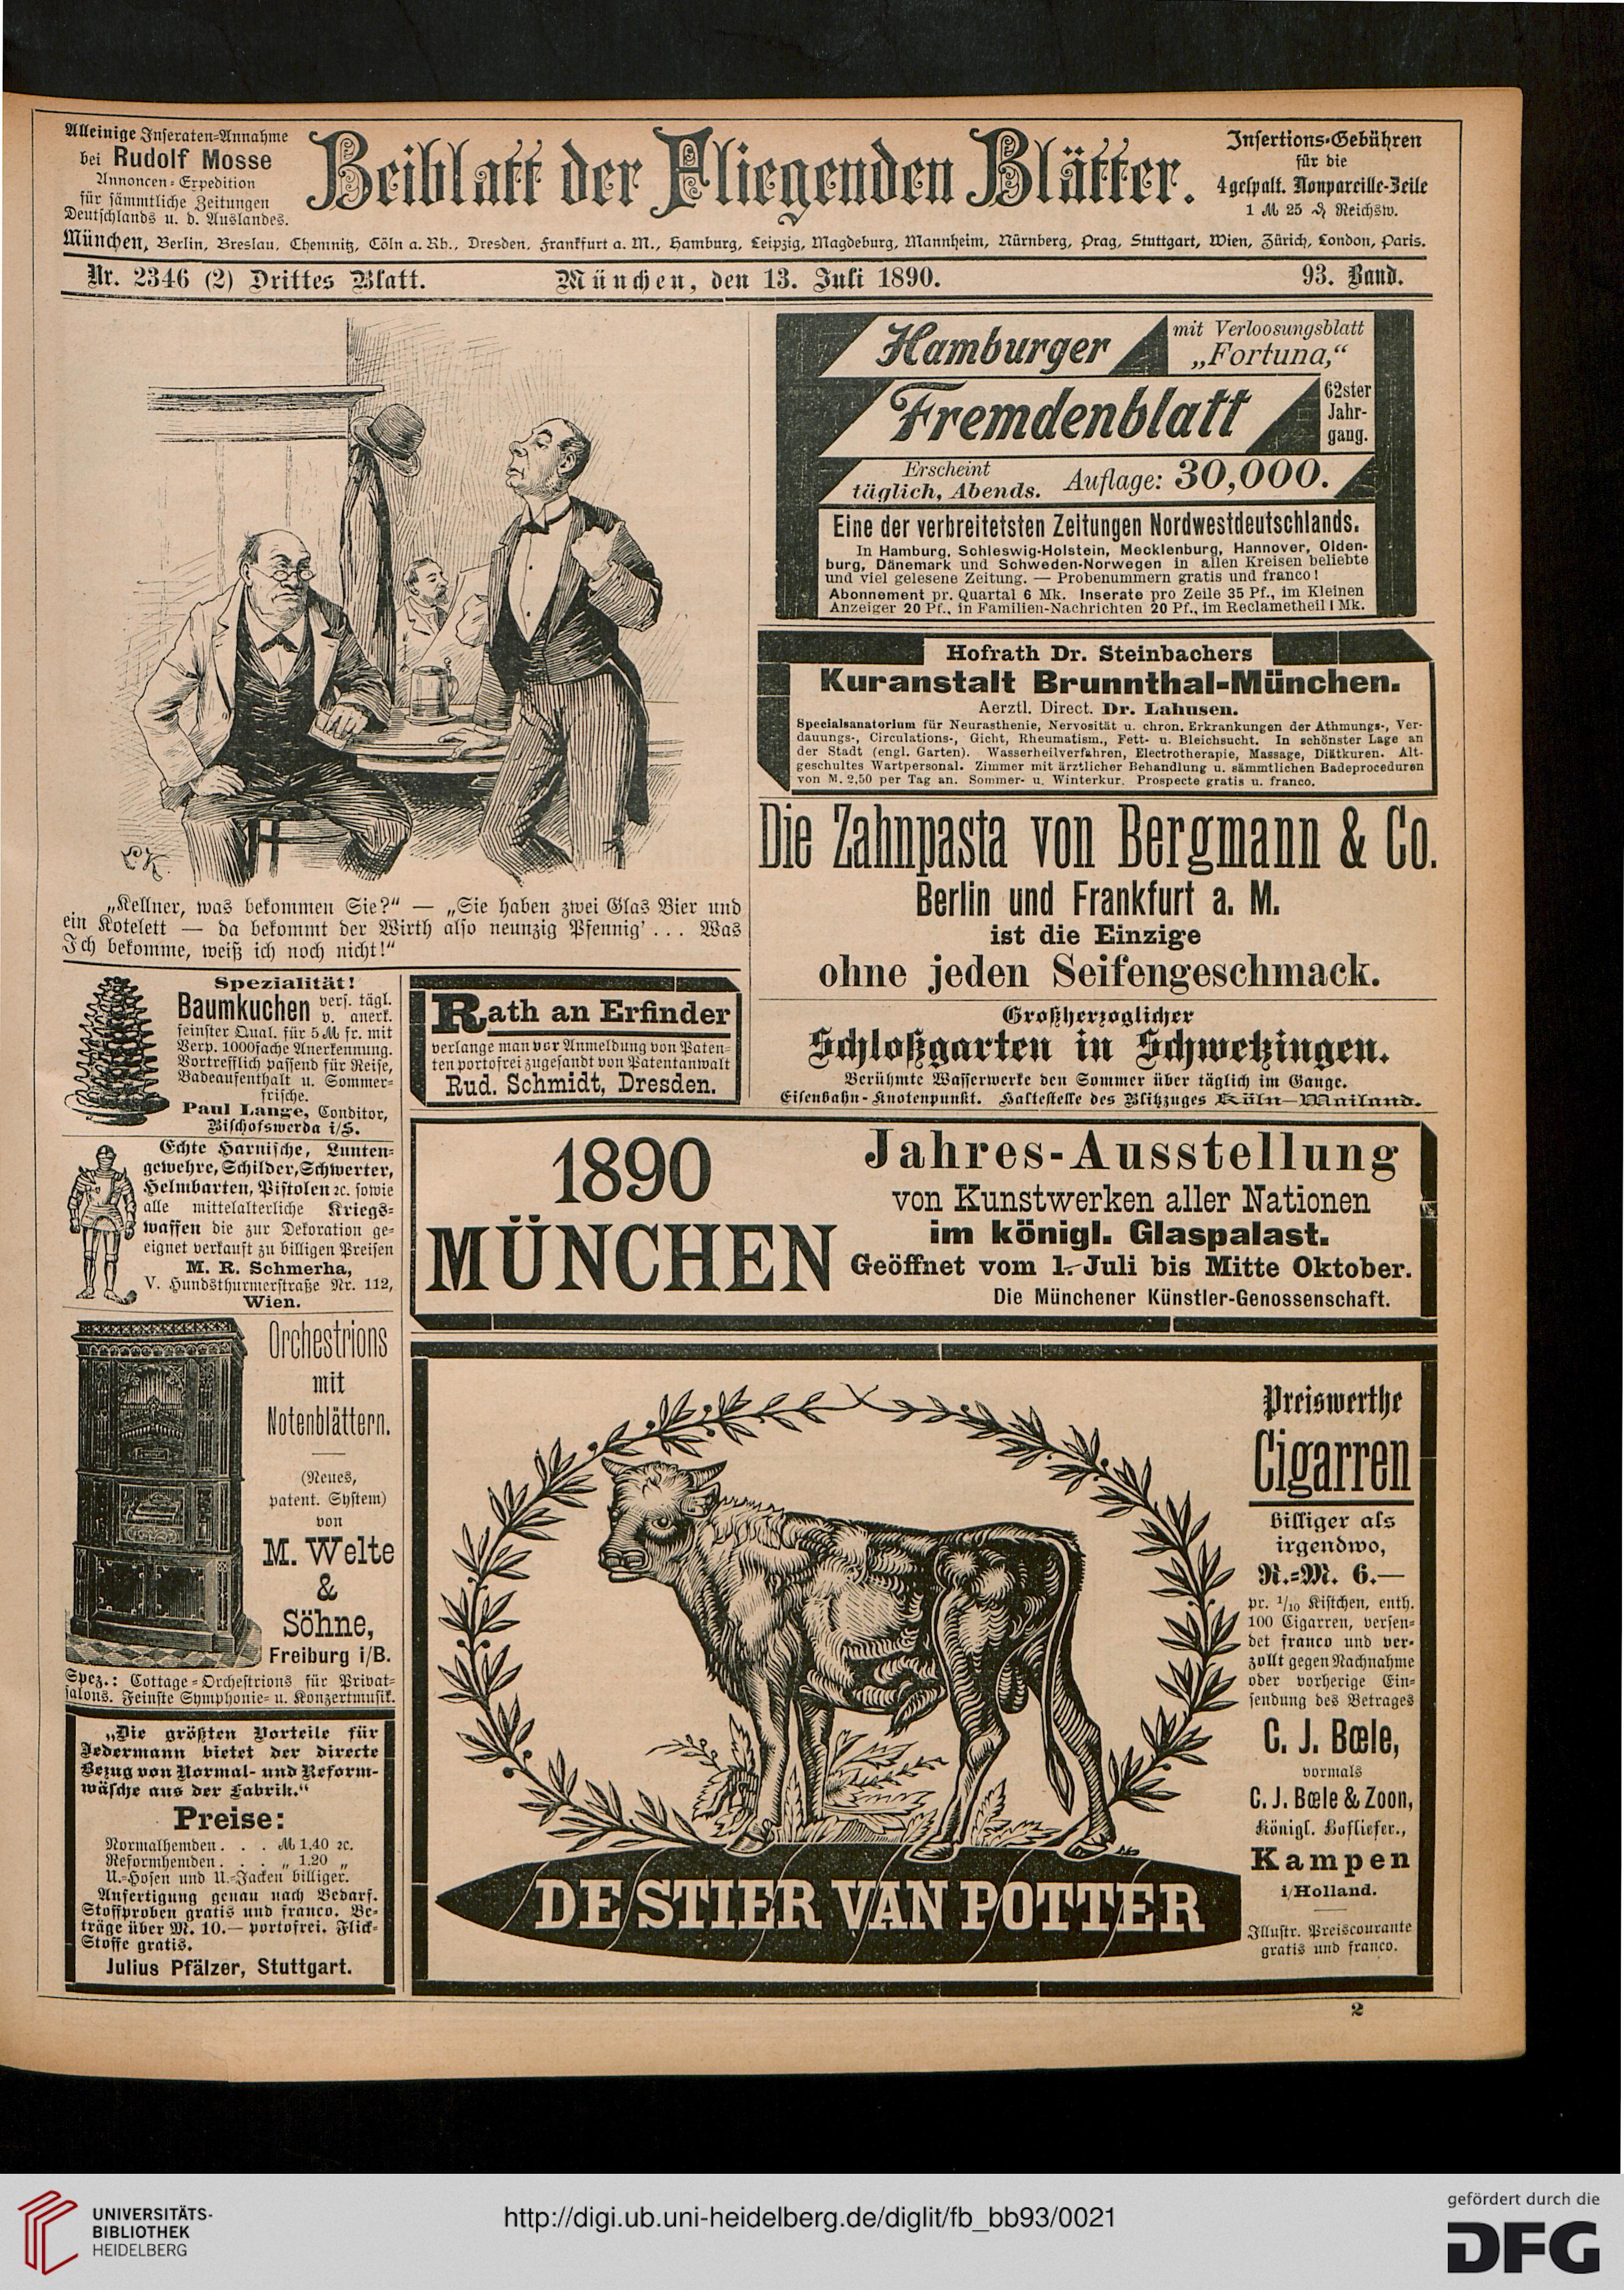 Alleinige Inseraten-Annahme
bei Rudolf Mosse
Annoncen-Expedition
für sämmtliche Zeitungen
Deutschlands u. d. Auslandes.
Beiblatt der Fliegenden Blätter.
Insertions-Gebühren
für die
4gespalt. Nonpareille-Zeile
1 ℳ 25 ₰ Reichsw.
München, Berlin, Breslau, Chemnitz, Cöln a. Rh., Dresden, Frankfurt a. M., Hamburg, Leipzig, Magdeburg, Mannheim, Nürnberg, Prag, Stuttgart, Wien, Zürich, London, Paris.
Nr. 2346 (2) Drittes Blatt. München, den 13. Juli 1890. 93. Band.
„Kellner, was bekommen Sie?“ — „Sie haben zwei Glas Bier und
ein Kotelett — da bekommt der Wirth also neunzig Pfennig' ... Was
Ich bekomme, weiß ich noch nicht!“
Hamburger
mit Verloosungsblatt
„Fortuna,“
Fremdenblatt
62ster
Jahr-
gang.
Erscheint
täglich, Abends.
Auflage: 30,000.
Eine der verbreitetsten Zeitungen Nordwestdeutschlands.
In Hamburg, Schleswig-Holstein, Mecklenburg, Hannover, Olden-
burg, Dänemark und Schweden-Norwegen in allen Kreisen beliebte
und viel gelesene Zeitung. — Probenummern gratis und franco!
Abonnement pr. Quartal 6 Mk. Inserate pro Zeile 35 Pf., im Kleinen
Anzeiger 20 Pf., in Familien-Nachrichten 20 Pf., im Reclametheil 1 Mk.
Hofrath Dr. Steinbachers
Kuranstalt Brunnthal-München.
Aerztl. Direct. Dr. Lahusen.
Specialsanatorium für Neurasthenie, Nervosität u. chron. Erkrankungen der Athmungs-, Ver-
dauungs-, Circulations-, Gicht, Rheumatism., Fett- u. Bleichsucht. In schönster Lage an
der Stadt (engl. Garten). Wasserheilverfahren, Electrotherapie, Massage, Diätkuren. Alt-
geschultes Wartpersonal. Zimmer mit ärztlicher Behandlung u. sämmtlichen Badeproceduren
von M. 2,50 per Tag an. Sommer- u. Winterkur. Prospecte gratis u. franco.
Die Zahnpasta von Bergmann & Co.
Berlin und Frankfurt a. M.
ist die Einzige
ohne jeden Seifengeschmack.
Großherzoglicher
Schloßgarten in Schwetzingen.
Berühmte Wasserwerke den Sommer über täglich im Gange.
Eisenbahn-Knotenpunkt. Haltestelle des Blitzzuges Köln—Mailand.
Spezialität!
Baumkuchen vers. tägl.
v. anerk.
feinster Qual. für 5 ℳ fr. mit
Verp. 1000fache Anerkennung.
Vortrefflich passend für Reise,
Badeaufenthalt u. Sommer-
frische.
Paul Lange, Conditor,
Bischofswerda i/S.
Rath an Erfinder
verlange man vor Anmeldung von Paten-
ten portofrei zugesandt von Patentanwalt
Rud. Schmidt, Dresden.
Echte Harnische, Lunten-
gewehre, Schilder, Schwerter,
Helmbarten, Pistolen ꝛc. sowie
alle mittelalterliche Kriegs-
waffen die zur Dekoration ge-
eignet verkauft zu billigen Preisen
M. R. Schmerha,
V. Hundsthurmerstraße Nr. 112,
Wien.
1890
MÜNCHEN
Jahres-Ausstellung
von Kunstwerken aller Nationen
im königl. Glaspalast.
Geöffnet vom 1. Juli bis Mitte Oktober.
Die Münchener Künstler-Genossenschaft.
Orchestrions
mit
Notenblättern.
(Neues,
patent. System)
von
M. Welte
&
Söhne,
Freiburg i/B.
Spez.: Cottage-Orchestrions für Privat-
salons. Feinste Symphonie- u. Konzertmusik.
„Die größten Vorteile für
Jedermann bietet der directe
Bezug von Normal- und Reform-
wäsche aus der Fabrik.“
Preise:
Normalhemden . . . ℳ 1.40 ꝛc.
Reformhemden . . . „ 1.20 „
U.-Hosen und U.-Jacken billiger.
Anfertigung genau nach Bedarf.
Stoffproben gratis und franco. Be-
träge über M. 10.— portofrei. Flick-
Stoffe gratis.
Julius Pfälzer, Stuttgart.
DE STIER VAN POTTER
Preiswerthe
Cigarren
billiger als
irgendwo,
R.-M. 6.—
pr. 1/10 Kistchen, enth.
100 Cigarren, versen-
det franco und ver-
zollt gegen Nachnahme
oder vorherige Ein-
sendung des Betrages
C. J. Bœle,
vormals
C. J. Bœle & Zoon,
Königl. Hofliefer.,
Kampen
i/Holland.
Illustr. Preiscourante
gratis und franco.
2
UNIVERSITÄTS-
BIBLIOTHEK
HEIDELBERG
http://digi.ub.uni-heidelberg.de/diglit/fb_bb93/0021
gefördert durch die
DFG